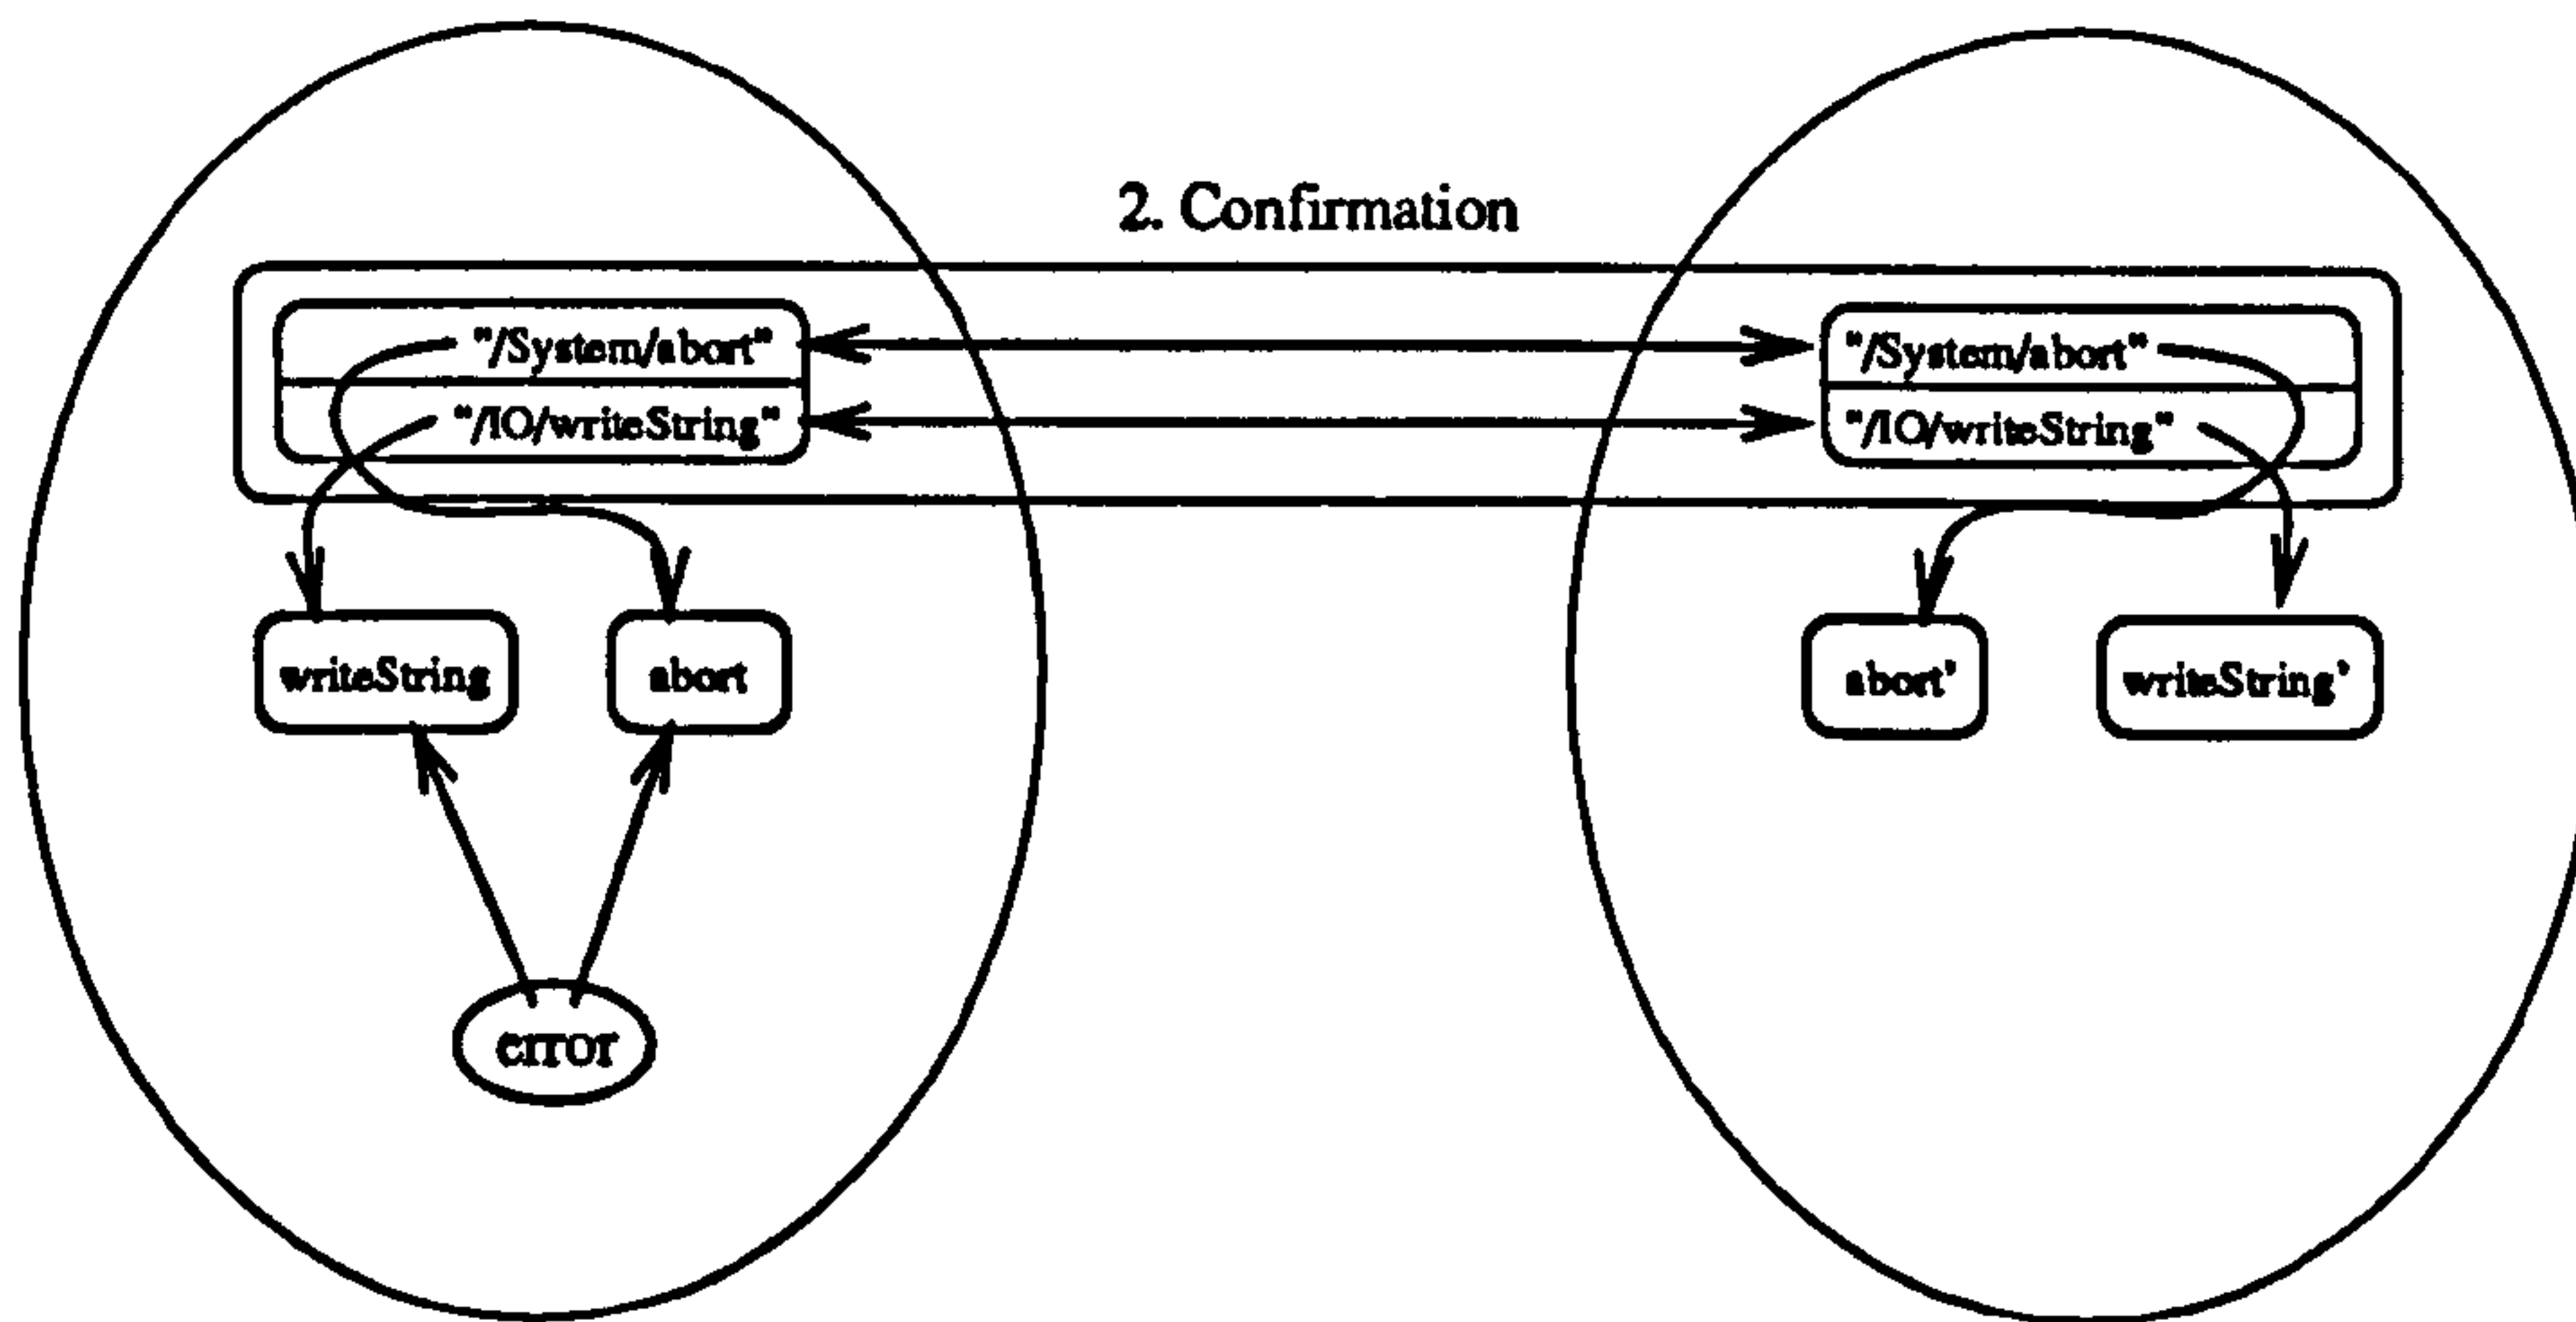 2. Confirmation
"/System/abort"
"/IO/writeString"
"/System/abort"
"/IO/writeString"
writeString
abort
abort'
writeString'
error